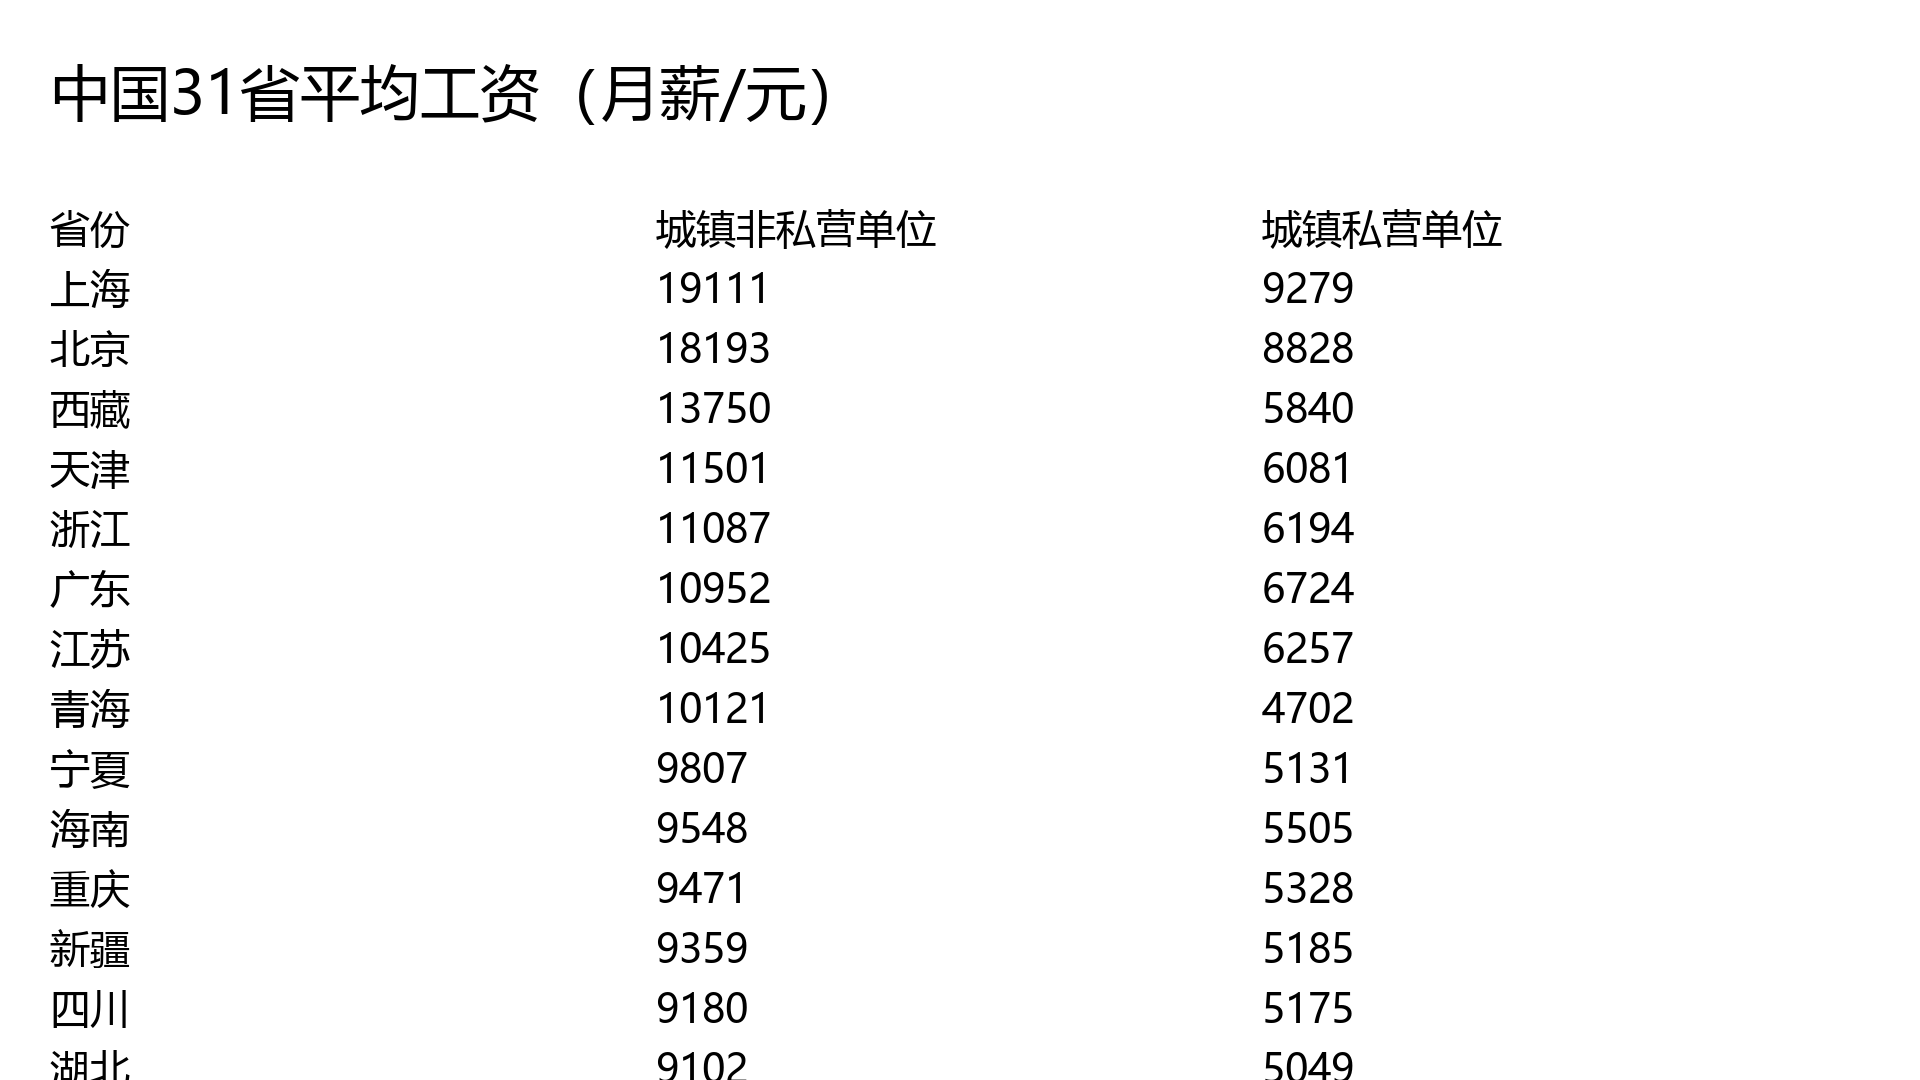 中国31省平均工资（月薪/元）
省份 城镇非私营单位 城镇私营单位
上海 19111 9279
北京 18193 8828
西藏 13750 5840
天津 11501 6081
浙江 11087 6194
广东 10952 6724
江苏 10425 6257
青海 10121 4702
宁夏 9807 5131
海南 9548 5505
重庆 9471 5328
新疆 9359 5185
四川 9180 5175
湖北 9102 5049